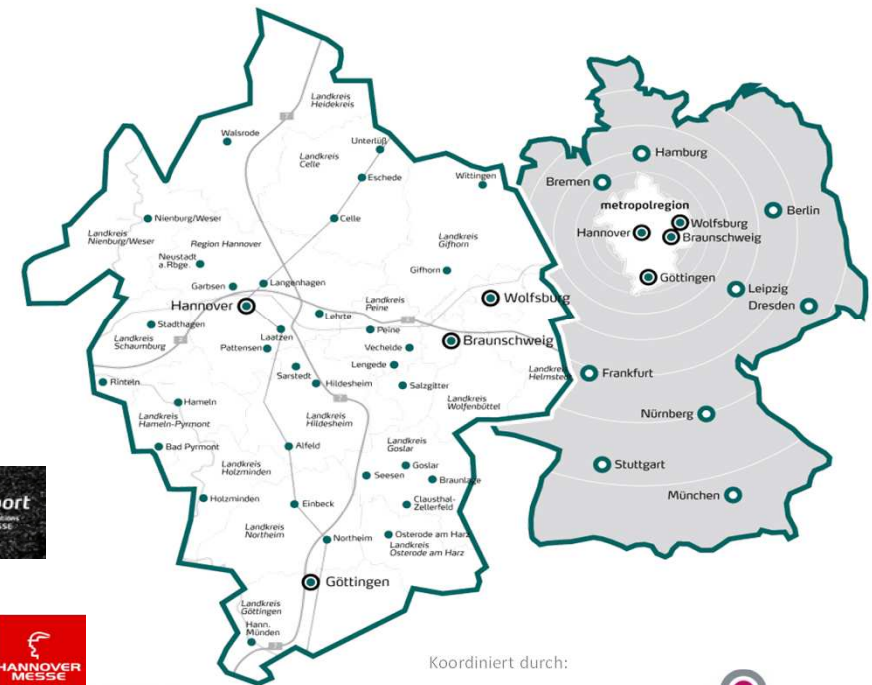 Landkreis
Heidekreis
7
Walsrode
Unterlüß
Landkreis
Celle
Eschede
Wittingen
Nienburg/Weser
Celle
Landkreis
Nienburg/Weser
Region Hannover
Landkreis
Gifhorn
Neustadt
a.Rbge.
Gifhorn
Garbsen
Langenhagen
Hannover
Landkreis
Peine
Wolfsburg
Lehrte
Stadthagen
Laatzen
Peine
Landkreis
Schaumburg
2
Pattensen
Vechelde
Braunschweig
Sarstedt
Lengede
Landkreis
Helmstedt
Rinteln
Hildesheim
Salzgitter
7
Hameln
Landkreis
Wolfenbüttel
Landkreis
Hameln-Pyrmont
Landkreis
Hildesheim
Bad Pyrmont
Alfeld
Landkreis
Goslar
Landkreis
Holzminden
Goslar
Seesen
Braunlage
Holzminden
Einbeck
Clausthal-
Zellerfeld
Landkreis
Northeim
Northeim
Osterode am Harz
Landkreis
Osterode am Harz
Göttingen
Landkreis
Göttingen
Hann.
Münden
7
Hamburg
Bremen
metropolregion
Berlin
Wolfsburg
Hannover
Braunschweig
Göttingen
Leipzig
Dresden
Frankfurt
Nürnberg
Stuttgart
München
port
HANNOVER
MESSE
Koordiniert durch: